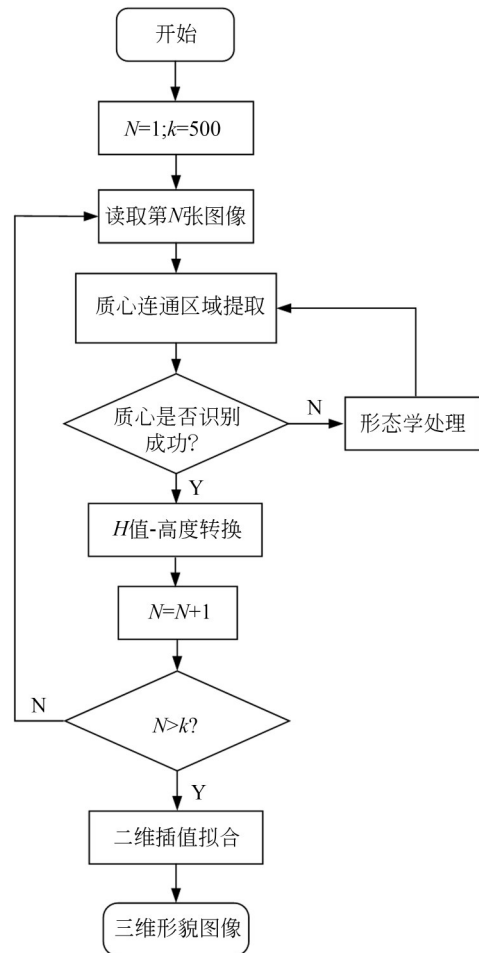 开始
N=1;k=500
读取第N张图像
质心连通区域提取
质心是否识别
成功?
N
形态学处理
Y
H值-高度转换
N=N+1
N
N>k?
Y
二维插值拟合
三维形貌图像